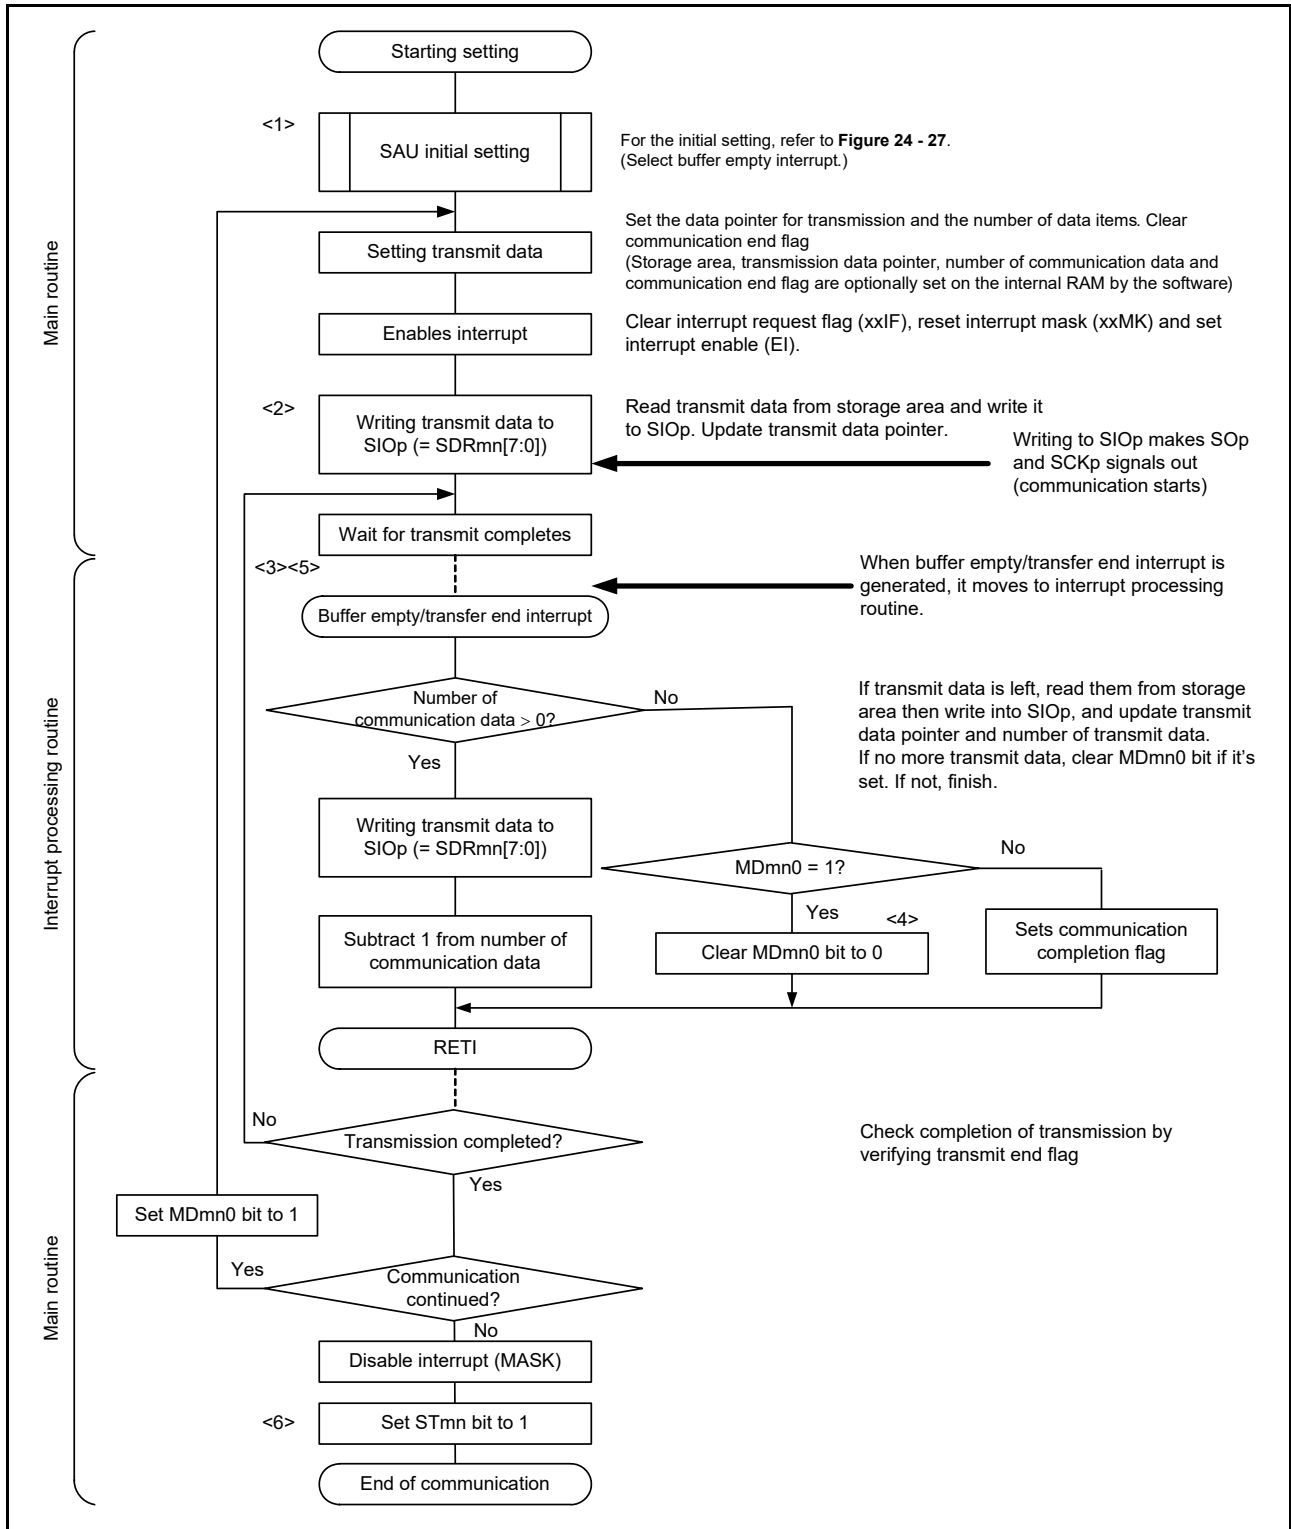 Starting setting
<1>
SAU initial setting
For the initial setting, refer to Figure 24 - 27.
(Select buffer empty interrupt.)
Main routine
Setting transmit data
Set the data pointer for transmission and the number of data items. Clear
communication end flag
(Storage area, transmission data pointer, number of communication data and
communication end flag are optionally set on the internal RAM by the software)
Enables interrupt
Clear interrupt request flag (xxIF), reset interrupt mask (xxMK) and set
interrupt enable (EI).
<2>
Writing transmit data to
SIOp (= SDRmn[7:0])
Read transmit data from storage area and write it
to SIOp. Update transmit data pointer.
Writing to SIOp makes SOp
and SCKp signals out
(communication starts)
Wait for transmit completes
<3><5>
When buffer empty/transfer end interrupt is
generated, it moves to interrupt processing
routine.
Buffer empty/transfer end interrupt
Interrupt processing routine
Number of
communication data > 0?
No
Yes
If transmit data is left, read them from storage
area then write into SIOp, and update transmit
data pointer and number of transmit data.
If no more transmit data, clear MDmn0 bit if it's
set. If not, finish.
Writing transmit data to
SIOp (= SDRmn[7:0])
MDmn0 = 1?
No
Yes
<4>
Subtract 1 from number of
communication data
Clear MDmn0 bit to 0
Sets communication
completion flag
RETI
Main routine
No
Transmission completed?
Yes
Check completion of transmission by
verifying transmit end flag
Set MDmn0 bit to 1
Yes
Communication
continued?
No
Disable interrupt (MASK)
<6>
Set STmn bit to 1
End of communication